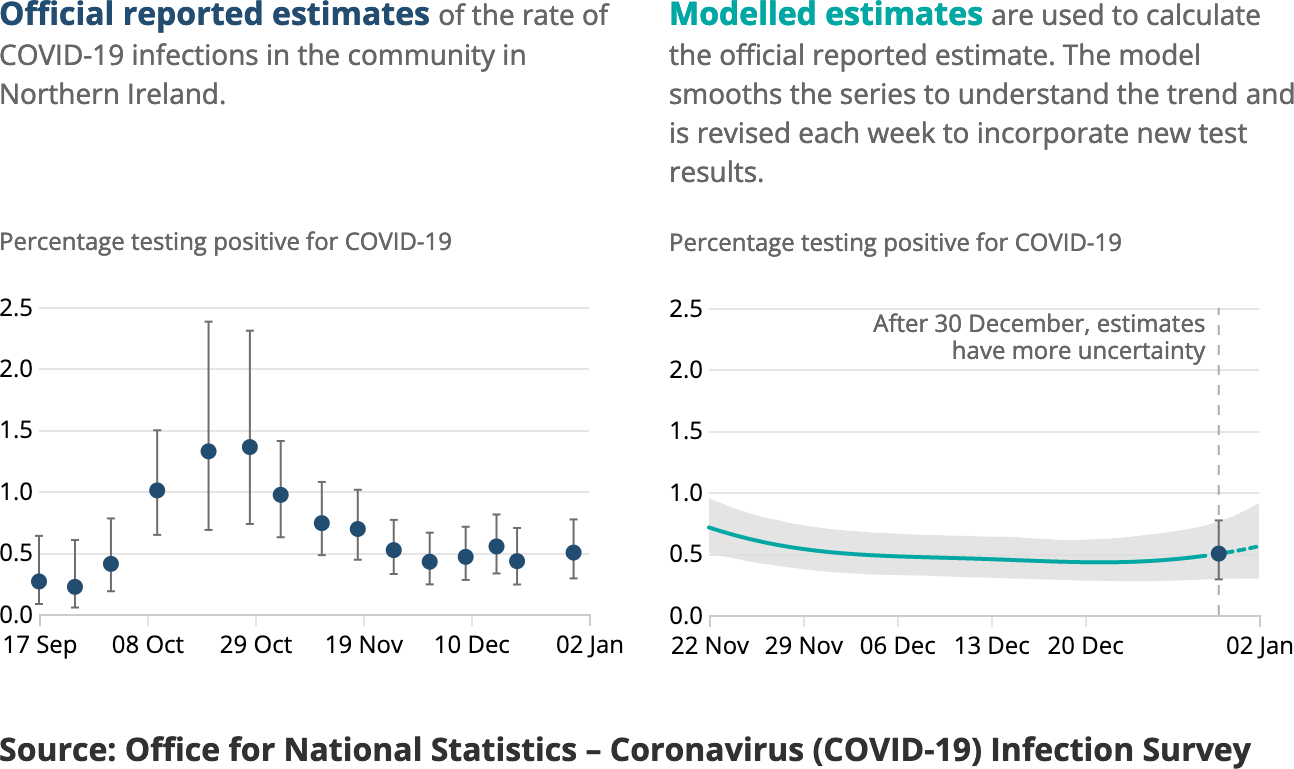 Official reported estimates of the rate of
COVID-19 infections in the community in
Northern Ireland.
Percentage testing positive for COVID-19
2.5
2.0
1.5
1.0
0.5
0.0
17 Sep 08 Oct 29 Oct 19 Nov 10 Dec 02 Jan
Modelled estimates are used to calculate
the official reported estimate. The model
smooths the series to understand the trend and
is revised each week to incorporate new test
results.
Percentage testing positive for COVID-19
2.5
After 30 December, estimates
have more uncertainty
2.0
1.5
1.0
0.5
0.0
22 Nov 29 Nov 06 Dec 13 Dec 20 Dec 02 Jan
Source: Office for National Statistics – Coronavirus (COVID-19) Infection Survey